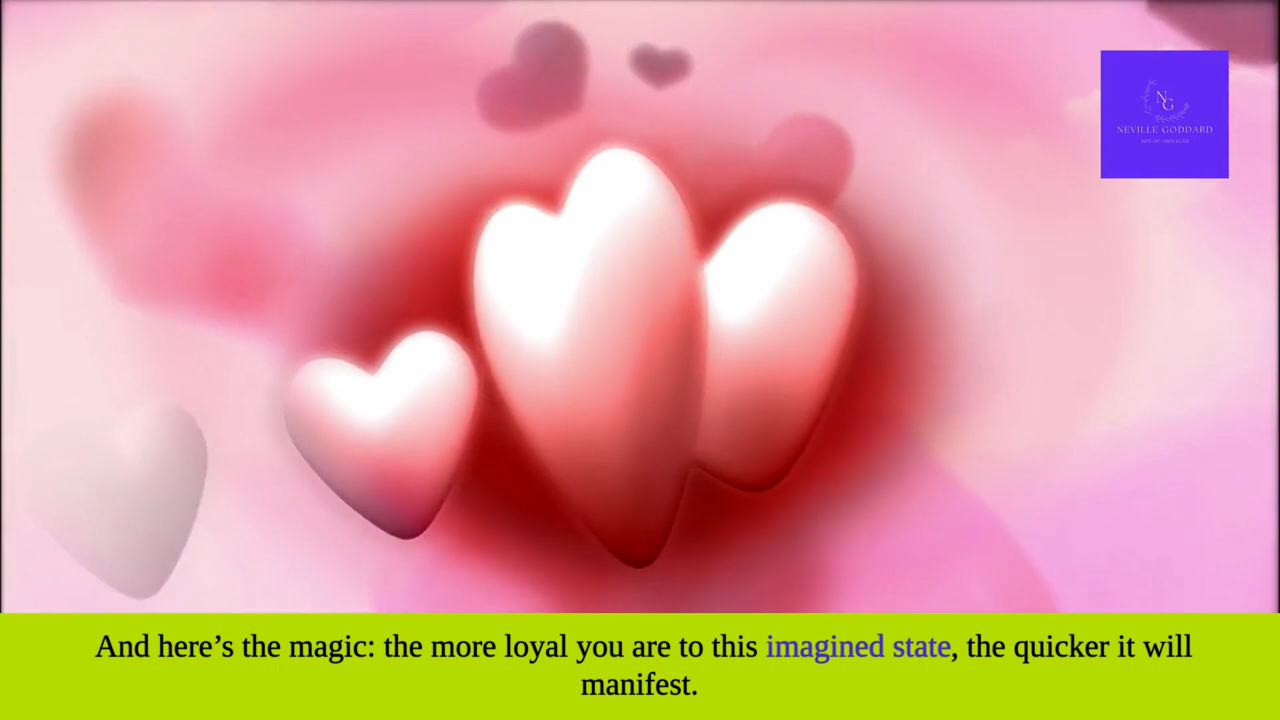 NG
NEVILLE GODDARD
And here’s the magic: the more loyal you are to this imagined state, the quicker it will
manifest.